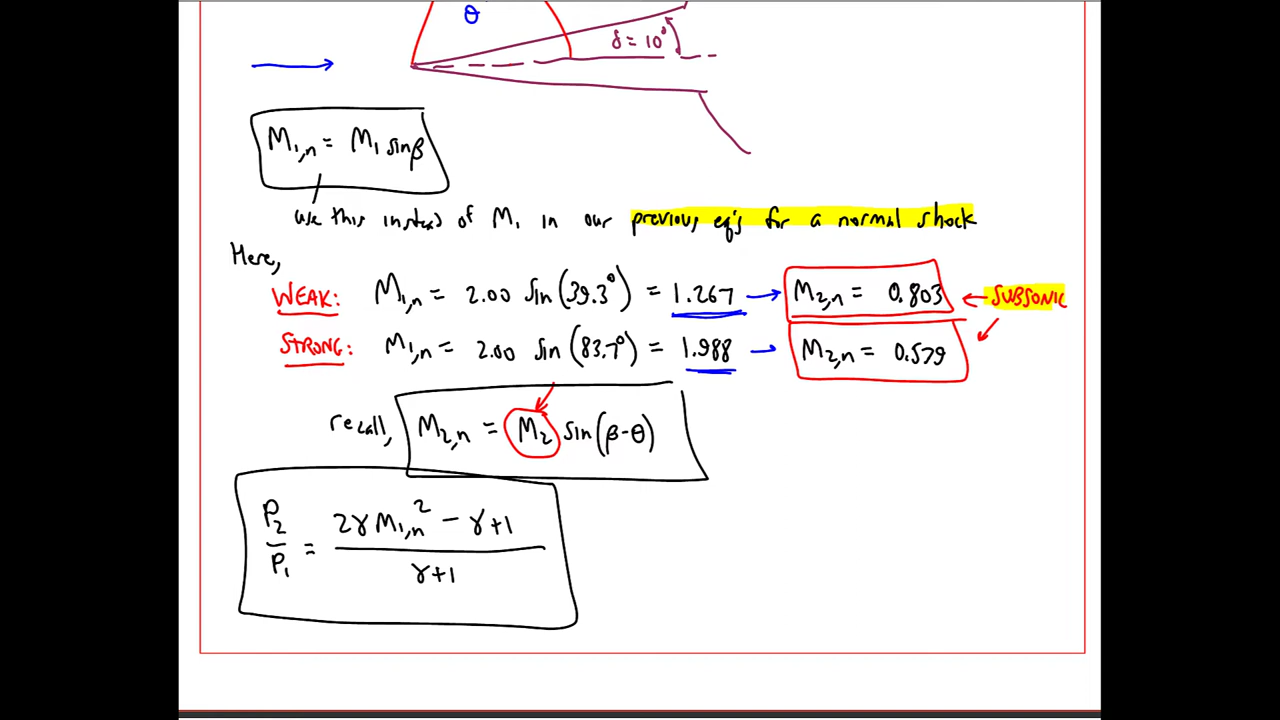 θ
δ = 10°
M1,n = M1 sinβ
use this instead of M1 in our previous eq's for a normal shock
Here,
WEAK: M1,n = 2.00 sin(39.3°) = 1.267 → M2,n = 0.803 ← SUBSONIC
STRONG: M1,n = 2.00 sin(83.7°) = 1.988 → M2,n = 0.579
recall, M2,n = M2 sin(β-θ)
P2/P1 = (2γM1,n² - γ+1)/(γ+1)